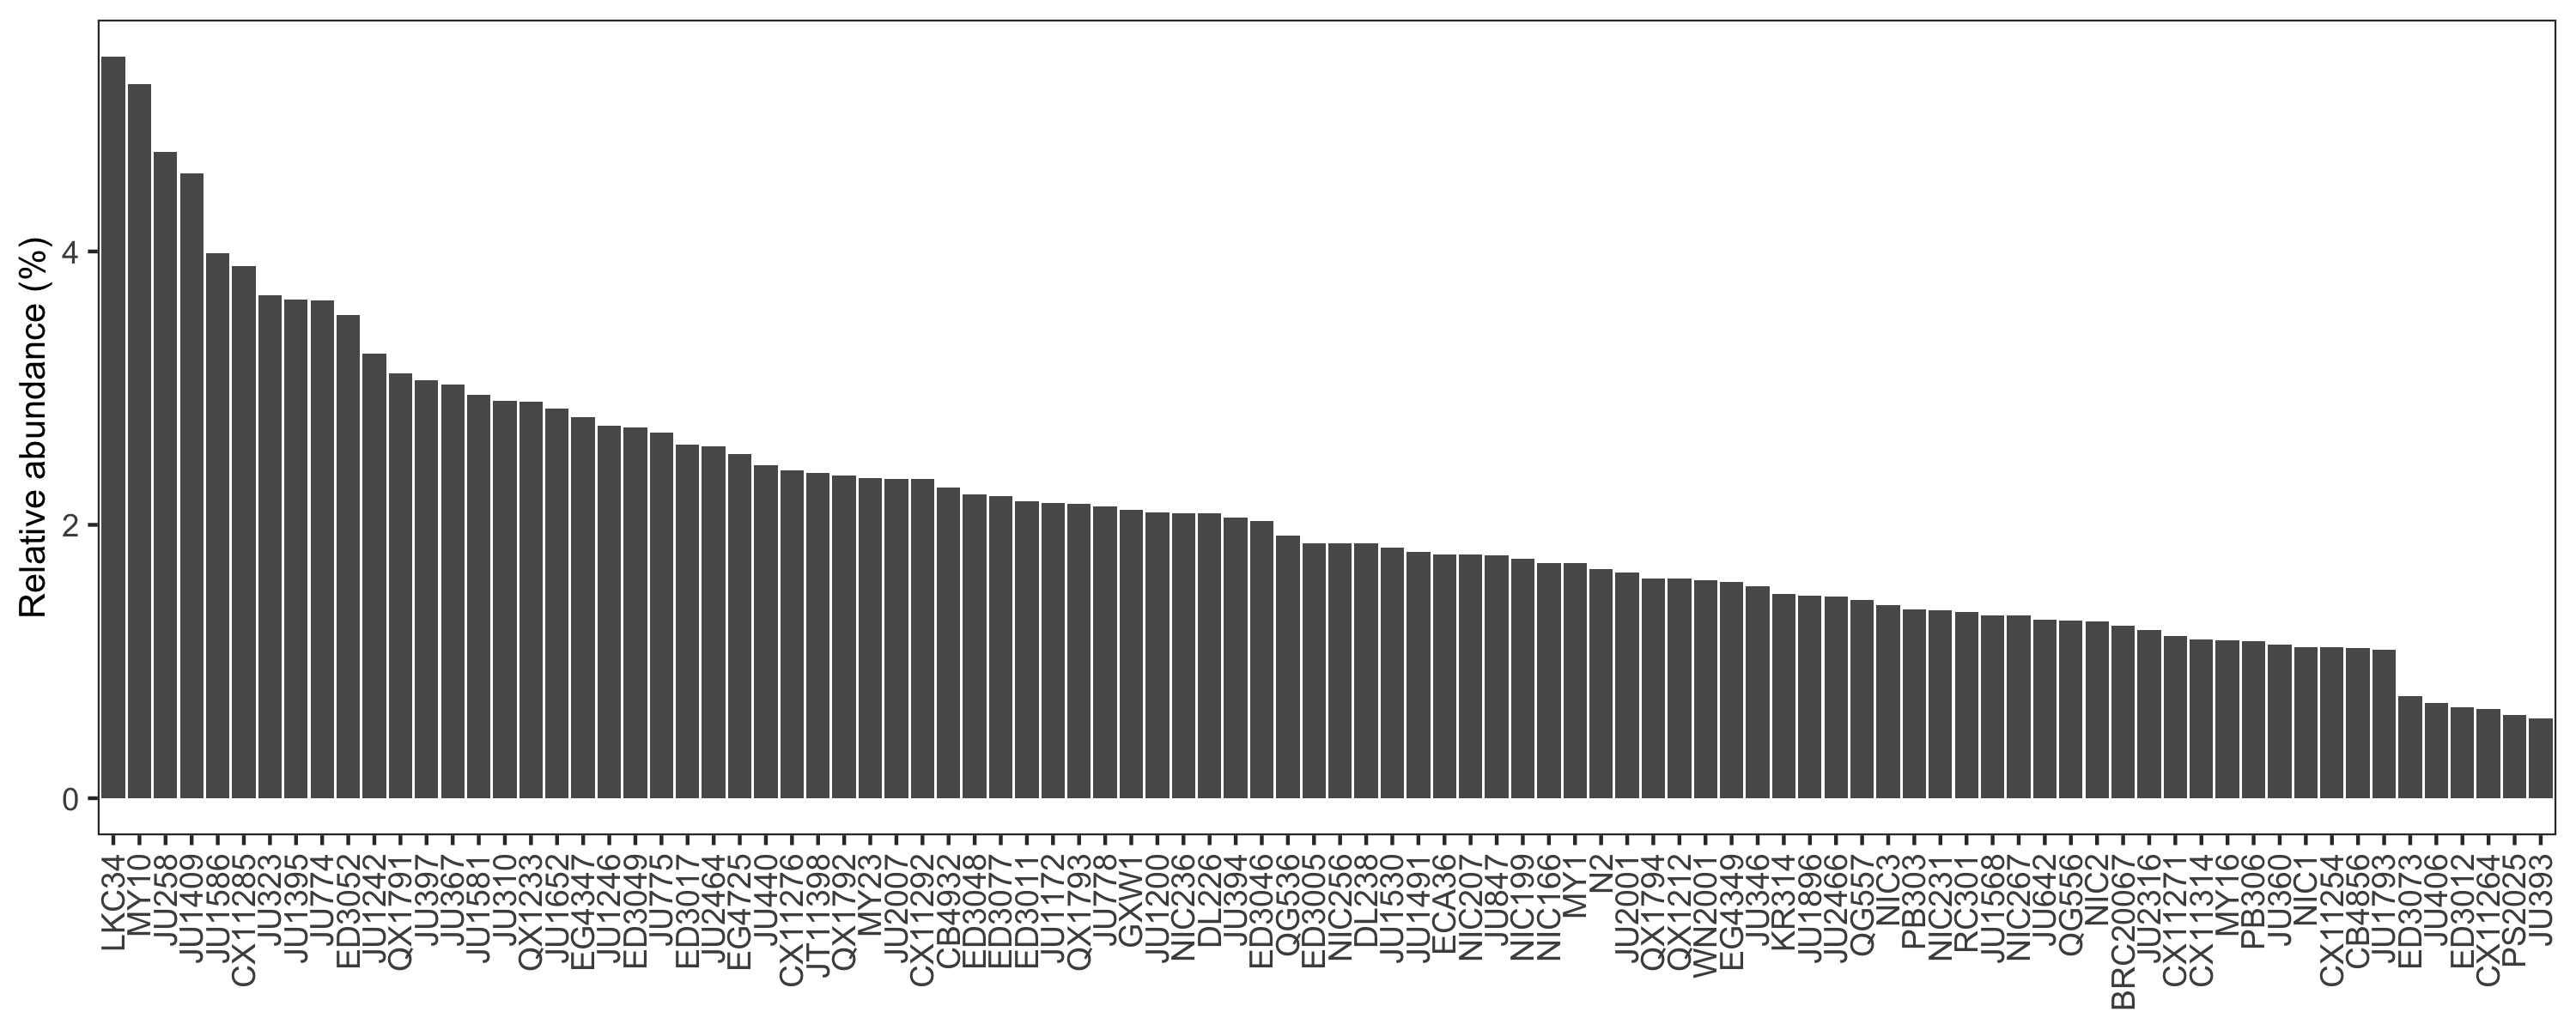 Relative abundance (%)
4
2
0
LKC34
MY10
JU258
JU1409
JU1586
CX11285
JU323
JU1395
JU774
ED3052
JU1242
QX1791
JU397
JU367
JU1581
JU310
QX1233
JU1652
EG4347
JU1246
ED3049
JU775
ED3017
JU2464
EG4725
JU440
CX11276
JT11398
QX1792
MY23
JU2007
CX11292
CB4932
ED3048
ED3077
ED3011
JU1172
QX1793
JU778
GXW1
JU1200
NIC236
DL226
JU394
ED3046
QG536
ED3005
NIC256
DL238
JU1530
JU1491
ECA36
NIC207
JU847
NIC199
NIC166
MY1
N2
JU2001
QX1794
QX1212
WN2001
EG4349
JU346
KR314
JU1896
JU2466
QG557
NIC3
PB303
NIC231
RC301
JU1568
NIC267
JU642
QG556
NIC2
BRC20067
JU2316
CX11271
CX11314
MY16
PB306
JU360
NIC1
CX11254
CB4856
JU1793
ED3073
JU406
ED3012
CX11264
PS2025
JU393